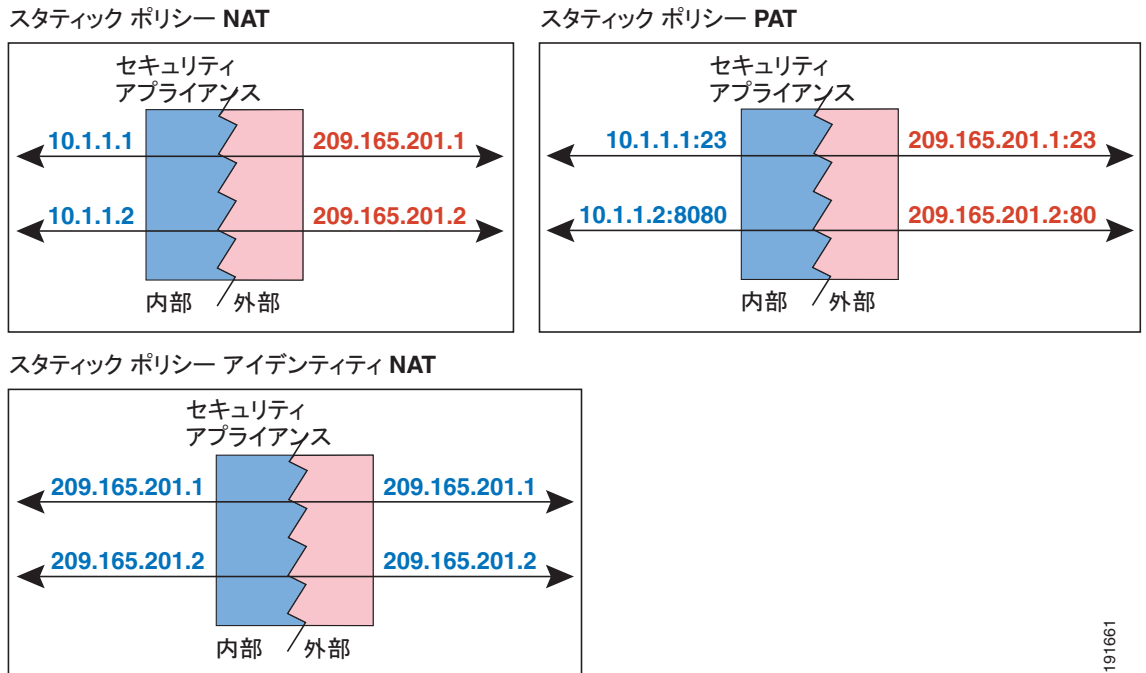 スタティック ポリシー NAT
セキュリティ
アプライアンス
10.1.1.1
209.165.201.1
10.1.1.2
209.165.201.2
内部
外部
スタティック ポリシー PAT
セキュリティ
アプライアンス
10.1.1.1:23
209.165.201.1:23
10.1.1.2:8080
209.165.201.2:80
内部
外部
スタティック ポリシー アイデンティティ NAT
セキュリティ
アプライアンス
209.165.201.1
209.165.201.1
209.165.201.2
209.165.201.2
内部
外部
191661